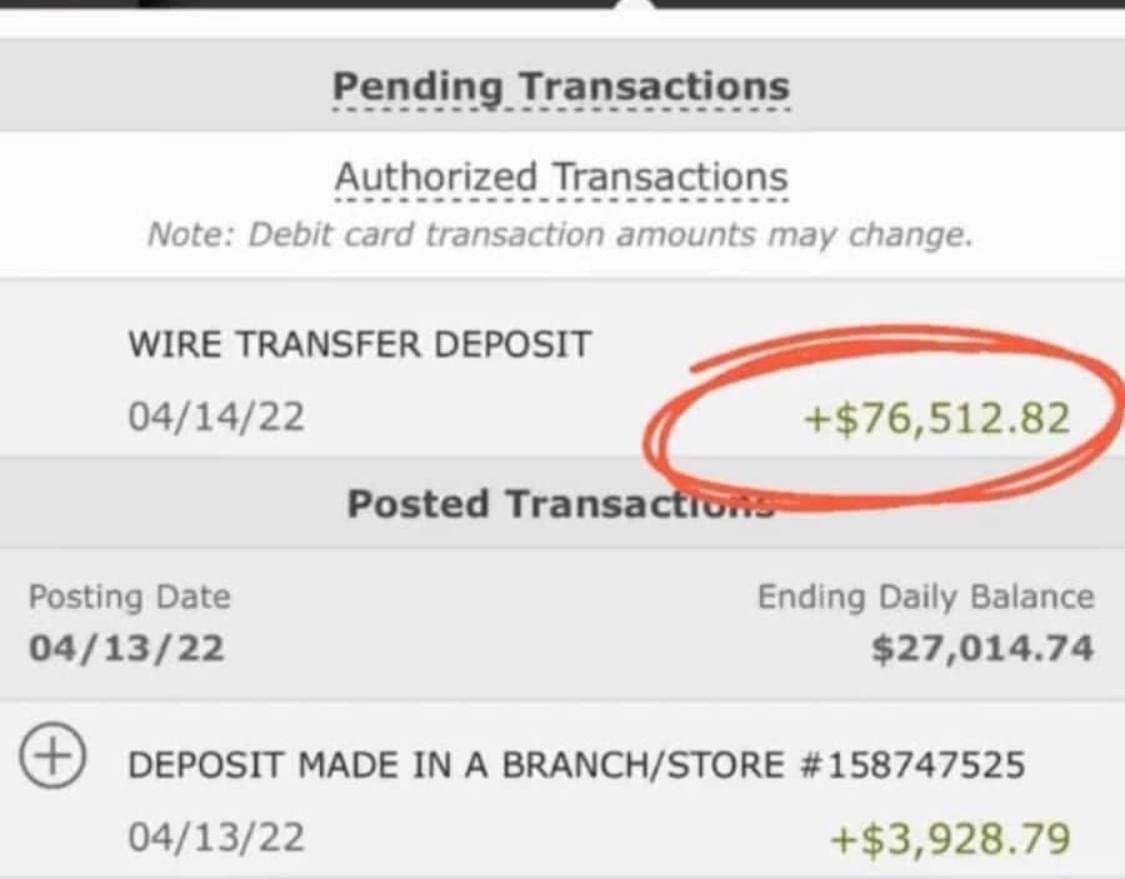 Pending Transactions
Authorized Transactions
Note: Debit card transaction amounts may change.
WIRE TRANSFER DEPOSIT
04/14/22 +$76,512.82
Posted Transactions
Posting Date Ending Daily Balance
04/13/22 $27,014.74
DEPOSIT MADE IN A BRANCH/STORE #158747525
04/13/22 +$3,928.79